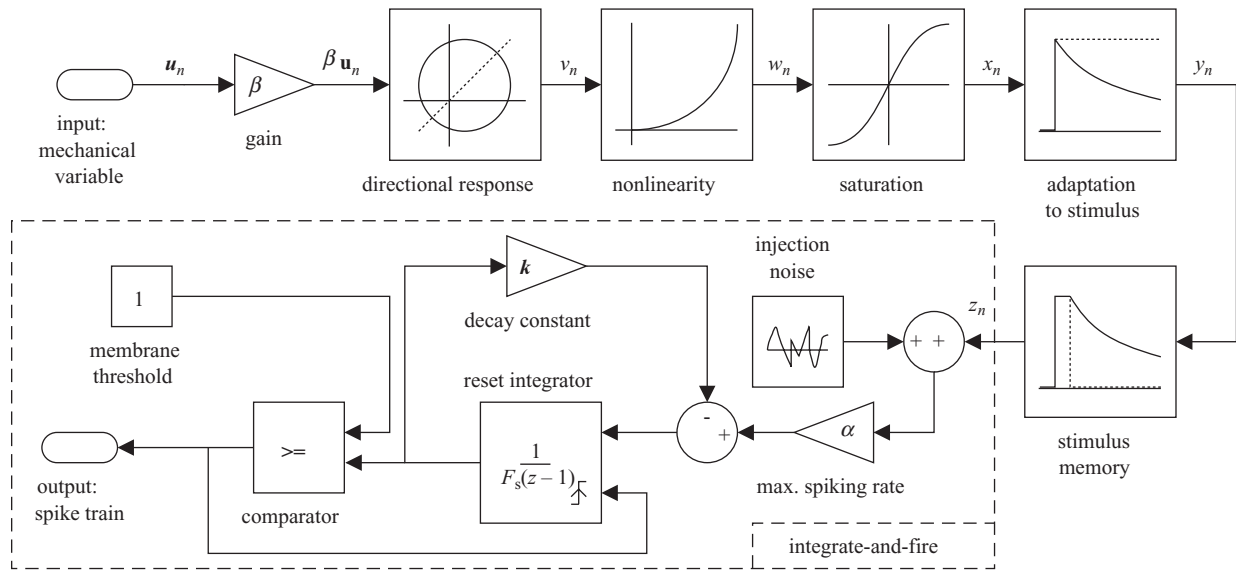 u_n
β
β u_n
v_n
w_n
x_n
y_n
input:
mechanical
variable
gain
directional response
nonlinearity
saturation
adaptation
to stimulus
1
membrane
threshold
k
decay constant
injection
noise
z_n
+ +
reset integrator
stimulus
memory
>=
1
F_s(z – 1)
-
+
α
max. spiking rate
output:
spike train
comparator
integrate-and-fire